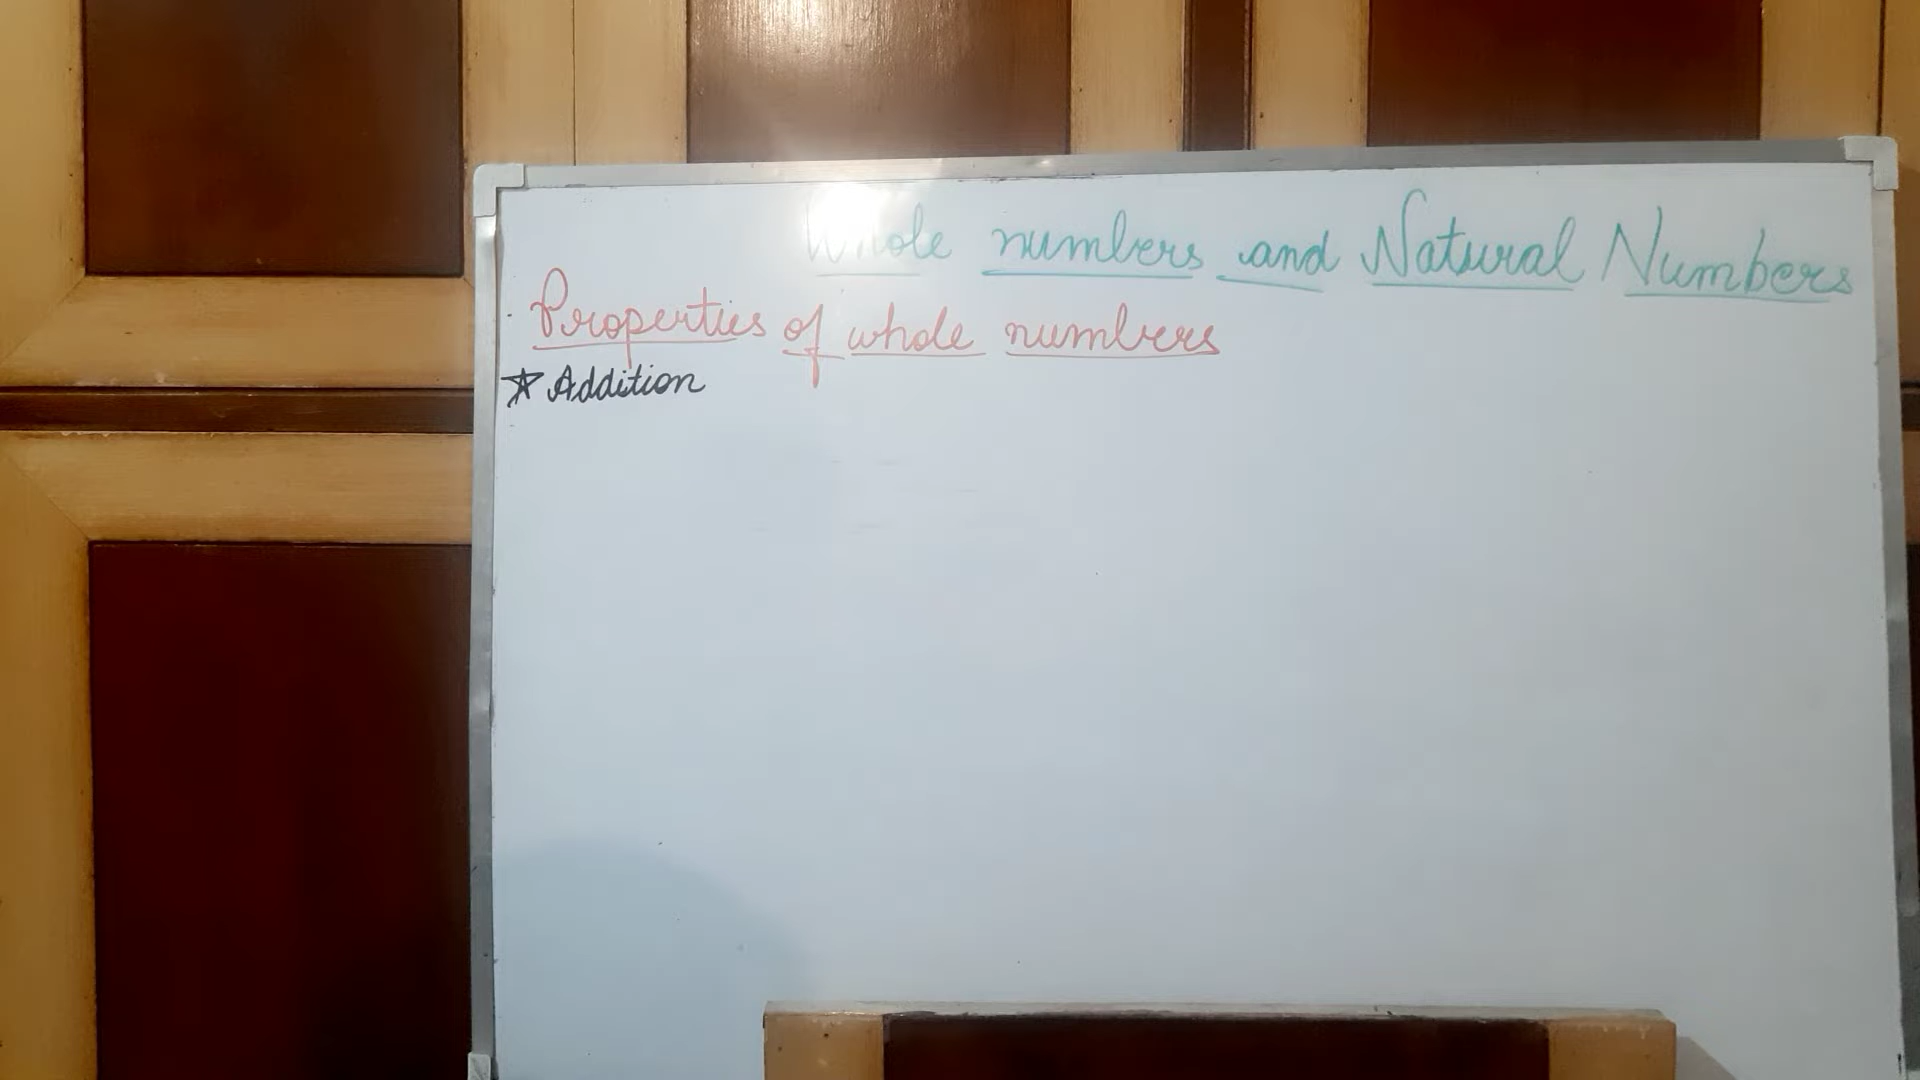 Whole numbers and Natural Numbers
Properties of whole numbers
☆ Addition